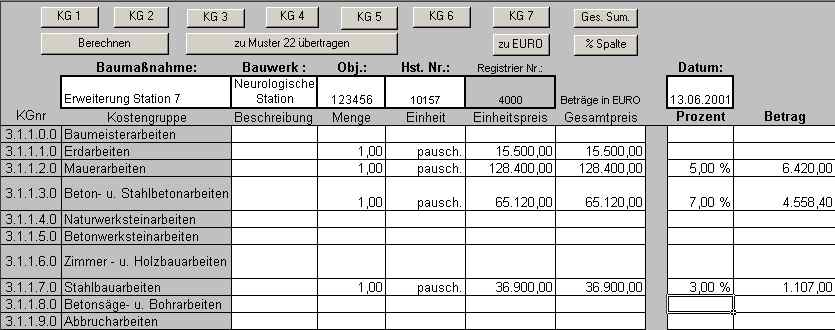 KG 1 KG 2 KG 3 KG 4 KG 5 KG 6 KG 7 Ges. Sum.
Berechnen zu Muster 22 übertragen zu EURO % Spalte
Baumaßnahme: Bauwerk : Obj.: Hst. Nr.: Registrier Nr.: Datum:
Neurologische
Erweiterung Station 7 Station 123456 10157 4000 Beträge in EURO 13.06.2001
KGnr Kostengruppe Beschreibung Menge Einheit Einheitspreis Gesamtpreis Prozent Betrag
3.1.1.0.0 Baumeisterarbeiten
3.1.1.1.0 Erdarbeiten 1,00 pausch. 15.500,00 15.500,00
3.1.1.2.0 Mauerarbeiten 1,00 pausch. 128.400,00 128.400,00 5,00 % 6.420,00
3.1.1.3.0 Beton- u. Stahlbetonarbeiten 1,00 pausch. 65.120,00 65.120,00 7,00 % 4.558,40
3.1.1.4.0 Naturwerksteinarbeiten
3.1.1.5.0 Betonwerksteinarbeiten
3.1.1.6.0 Zimmer - u. Holzbauarbeiten
3.1.1.7.0 Stahlbauarbeiten 1,00 pausch. 36.900,00 36.900,00 3,00 % 1.107,00
3.1.1.8.0 Betonsäge- u. Bohrarbeiten
3.1.1.9.0 Abbrucharbeiten